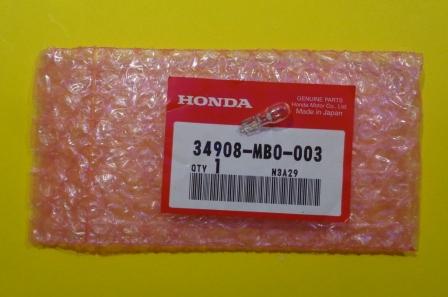 HONDA
GENUINE PARTS
Honda Motor Co., Ltd.
Made in Japan
34908-MB0-003
QTY 1 N3A29